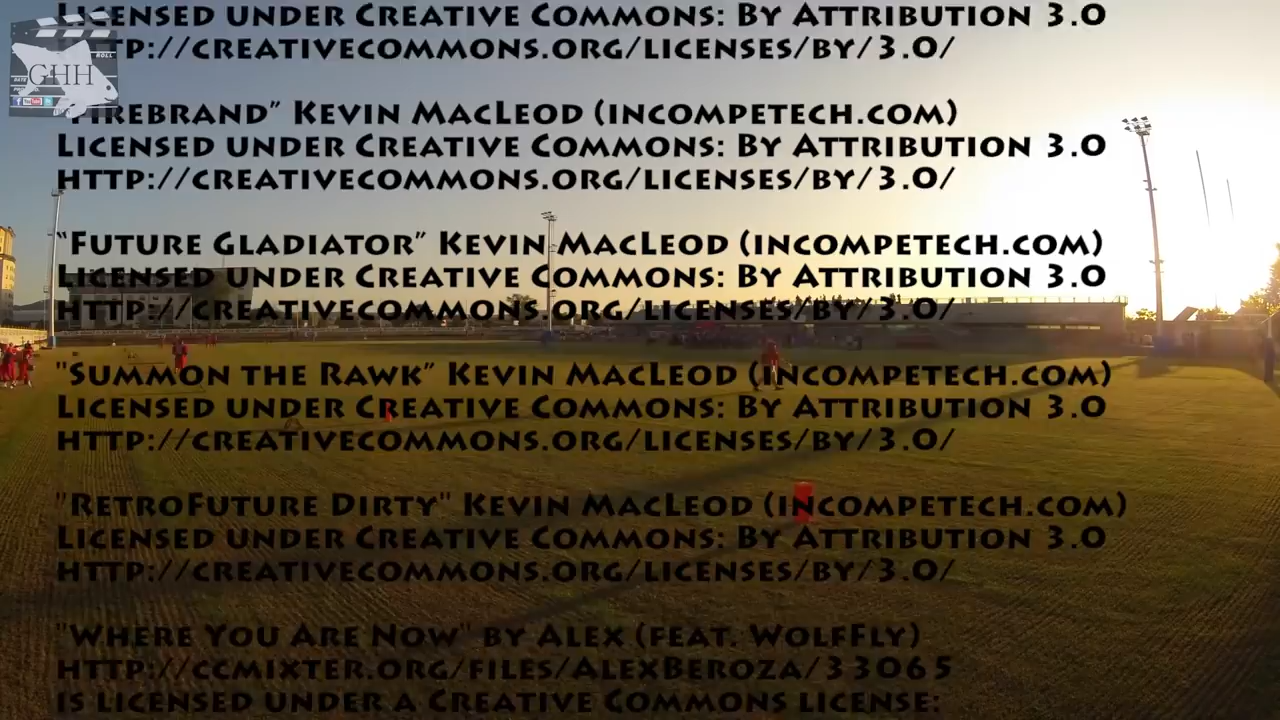 Licensed under Creative Commons: By Attribution 3.0
http://creativecommons.org/licenses/by/3.0/
GHH
ROLL
"Firebrand" Kevin MacLeod (incompetech.com)
Licensed under Creative Commons: By Attribution 3.0
http://creativecommons.org/licenses/by/3.0/
"Future Gladiator" Kevin MacLeod (incompetech.com)
Licensed under Creative Commons: By Attribution 3.0
http://creativecommons.org/licenses/by/3.0/
"Summon the Rawk" Kevin MacLeod (incompetech.com)
Licensed under Creative Commons: By Attribution 3.0
http://creativecommons.org/licenses/by/3.0/
"RetroFuture Dirty" Kevin MacLeod (incompetech.com)
Licensed under Creative Commons: By Attribution 3.0
http://creativecommons.org/licenses/by/3.0/
"Where You Are Now" by Alex (feat. WolfFly)
http://ccmixter.org/files/AlexBeroza/33065
is licensed under a Creative Commons license: